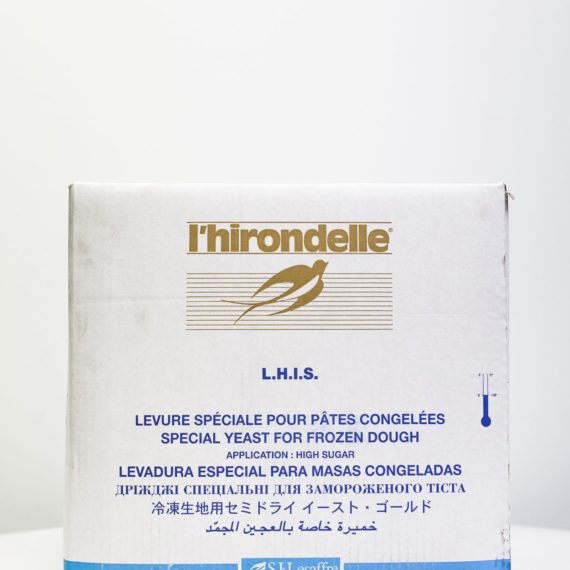 l'hirondelle®
L.H.I.S.
LEVURE SPÉCIALE POUR PÂTES CONGELÉES
SPECIAL YEAST FOR FROZEN DOUGH
APPLICATION : HIGH SUGAR
LEVADURA ESPECIAL PARA MASAS CONGELADAS
ДРІЖДЖІ СПЕЦІАЛЬНІ ДЛЯ ЗАМОРОЖЕНОГО ТІСТА
冷凍生地用セミドライ イースト・ゴールド
خميرة خاصة بالعجين المجمّد
S.I.Lesaffre